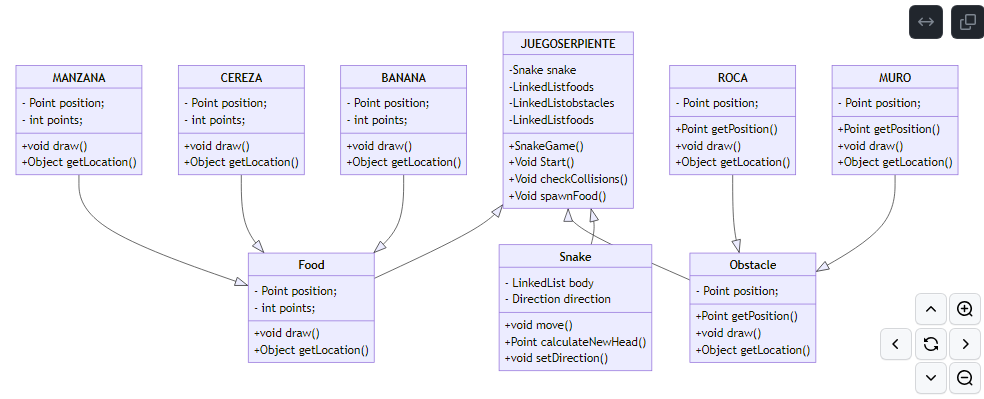 MANZANA
- Point position;
- int points;
+void draw()
+Object getLocation()
CEREZA
- Point position;
- int points;
+void draw()
+Object getLocation()
BANANA
- Point position;
- int points;
+void draw()
+Object getLocation()
JUEGOSERPIENTE
-Snake snake
-LinkedListfoods
-LinkedListobstacles
-LinkedListfoods
+SnakeGame()
+Void Start()
+Void checkCollisions()
+Void spawnFood()
ROCA
- Point position;
+Point getPosition()
+void draw()
+Object getLocation()
MURO
- Point position;
+Point getPosition()
+void draw()
+Object getLocation()
Food
- Point position;
- int points;
+void draw()
+Object getLocation()
Snake
- LinkedList body
- Direction direction
+void move()
+Point calculateNewHead()
+void setDirection()
Obstacle
- Point position;
+Point getPosition()
+void draw()
+Object getLocation()